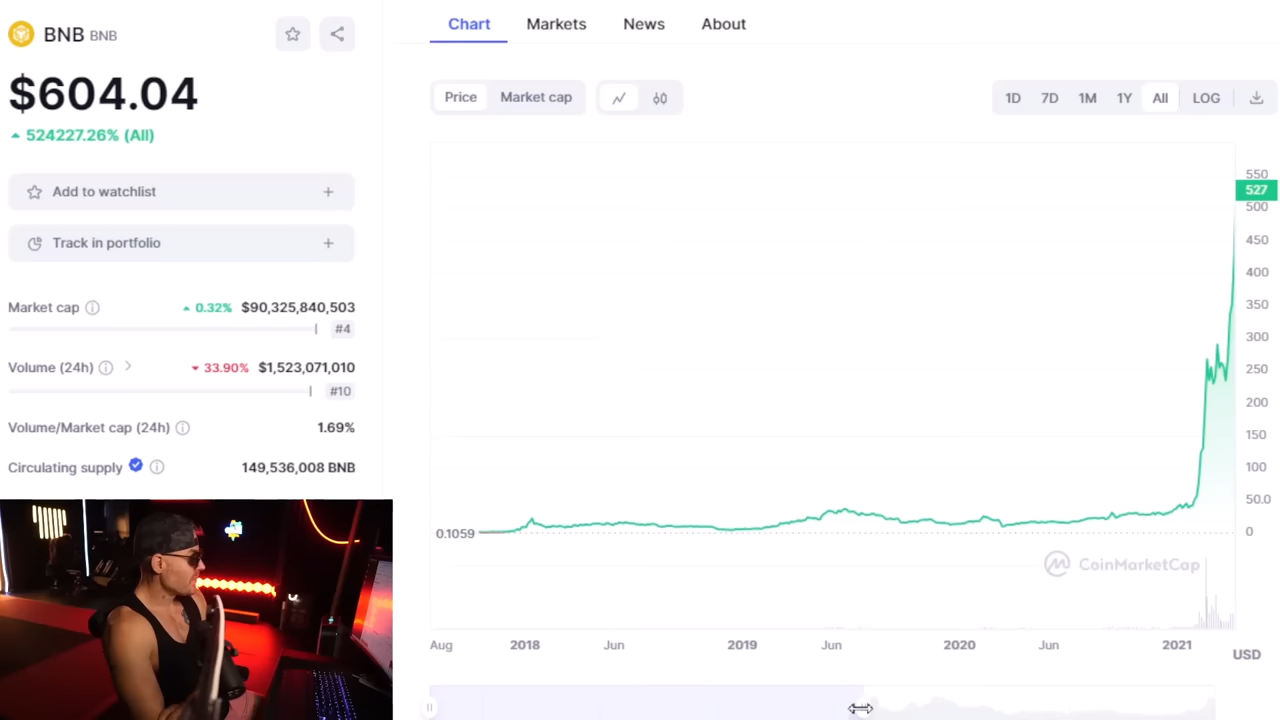 BNB BNB
$604.04
524227.26% (All)
Add to watchlist +
Track in portfolio +
Market cap 0.32% $90,325,840,503
#4
Volume (24h) 33.90% $1,523,071,010
#10
Volume/Market cap (24h) 1.69%
Circulating supply 149,536,008 BNB
Chart Markets News About
Price Market cap
1D 7D 1M 1Y All LOG
550
527
500
450
400
350
300
250
200
150
100
50.0
0
0.1059
CoinMarketCap
Aug 2018 Jun 2019 Jun 2020 Jun 2021
USD